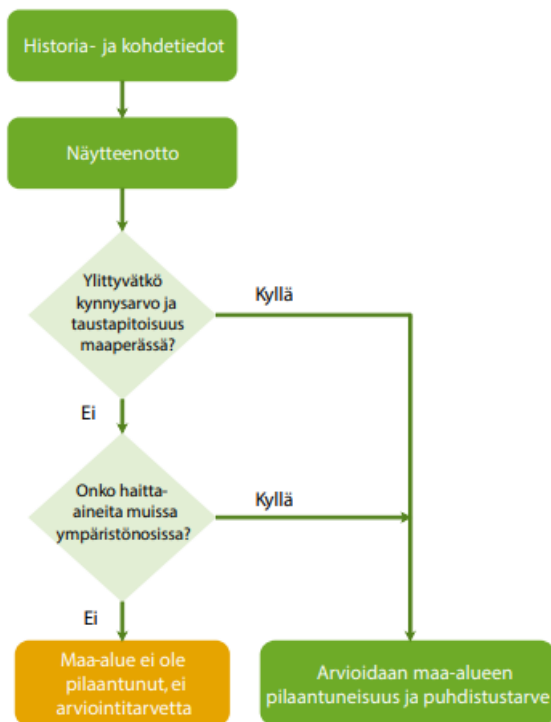 Historia- ja kohdetiedot
Näytteenotto
Ylittyvätkö
kynnysarvo ja
taustapitoisuus
maaperässä?
Kyllä
Ei
Onko haitta-
aineita muissa
ympäristönosissa?
Kyllä
Ei
Maa-alue ei ole
pilaantunut, ei
arviointitarvetta
Arvioidaan maa-alueen
pilaantuneisuus ja puhdistustarve